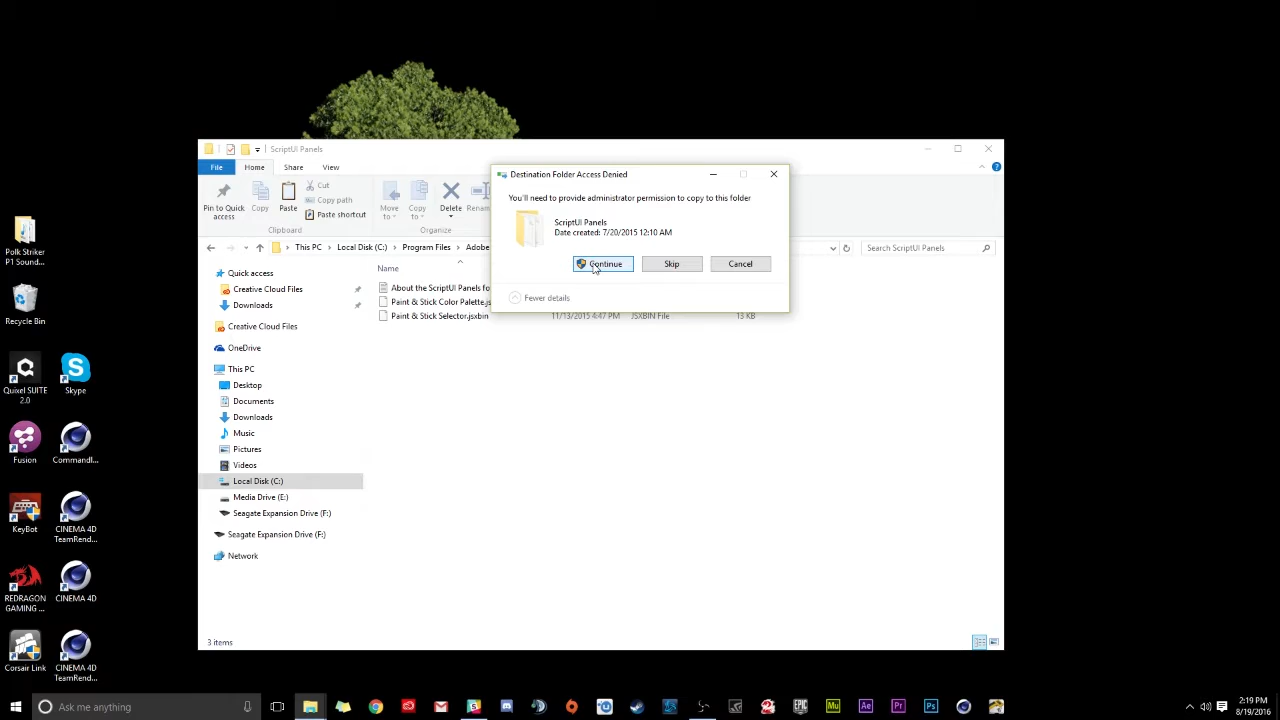 ScriptUI Panels
File
Home
Share
View
Pin to Quick access
Copy
Paste
Cut
Copy path
Paste shortcut
Move to
Copy to
Delete
Clipboard
Organize
This PC
Local Disk (C:)
Program Files
Adobe
Search ScriptUI Panels
Destination Folder Access Denied
You'll need to provide administrator permission to copy to this folder
ScriptUI Panels
Date created: 7/20/2015 12:10 AM
Continue
Skip
Cancel
Fewer details
Name
About the ScriptUI Panels fo
Paint & Stick Color Palette.js
Paint & Stick Selector.jsxbin 11/13/2015 4:47 PM JSXBIN File 13 KB
Quick access
Creative Cloud Files
Downloads
Creative Cloud Files
OneDrive
This PC
Desktop
Documents
Downloads
Music
Pictures
Videos
Local Disk (C:)
Media Drive (E:)
Seagate Expansion Drive (F:)
Seagate Expansion Drive (F:)
Network
3 items
Polk Striker
P1 Sound...
Recycle Bin
Quixel SUITE
2.0
Skype
Fusion
Commandl...
KeyBot
CINEMA 4D
TeamRend...
REDRAGON
GAMING ...
CINEMA 4D
Corsair Link
CINEMA 4D
TeamRend...
Ask me anything
EPIC
GAMES
Mu
Ae
Pr
Ps
2:19 PM
8/19/2016